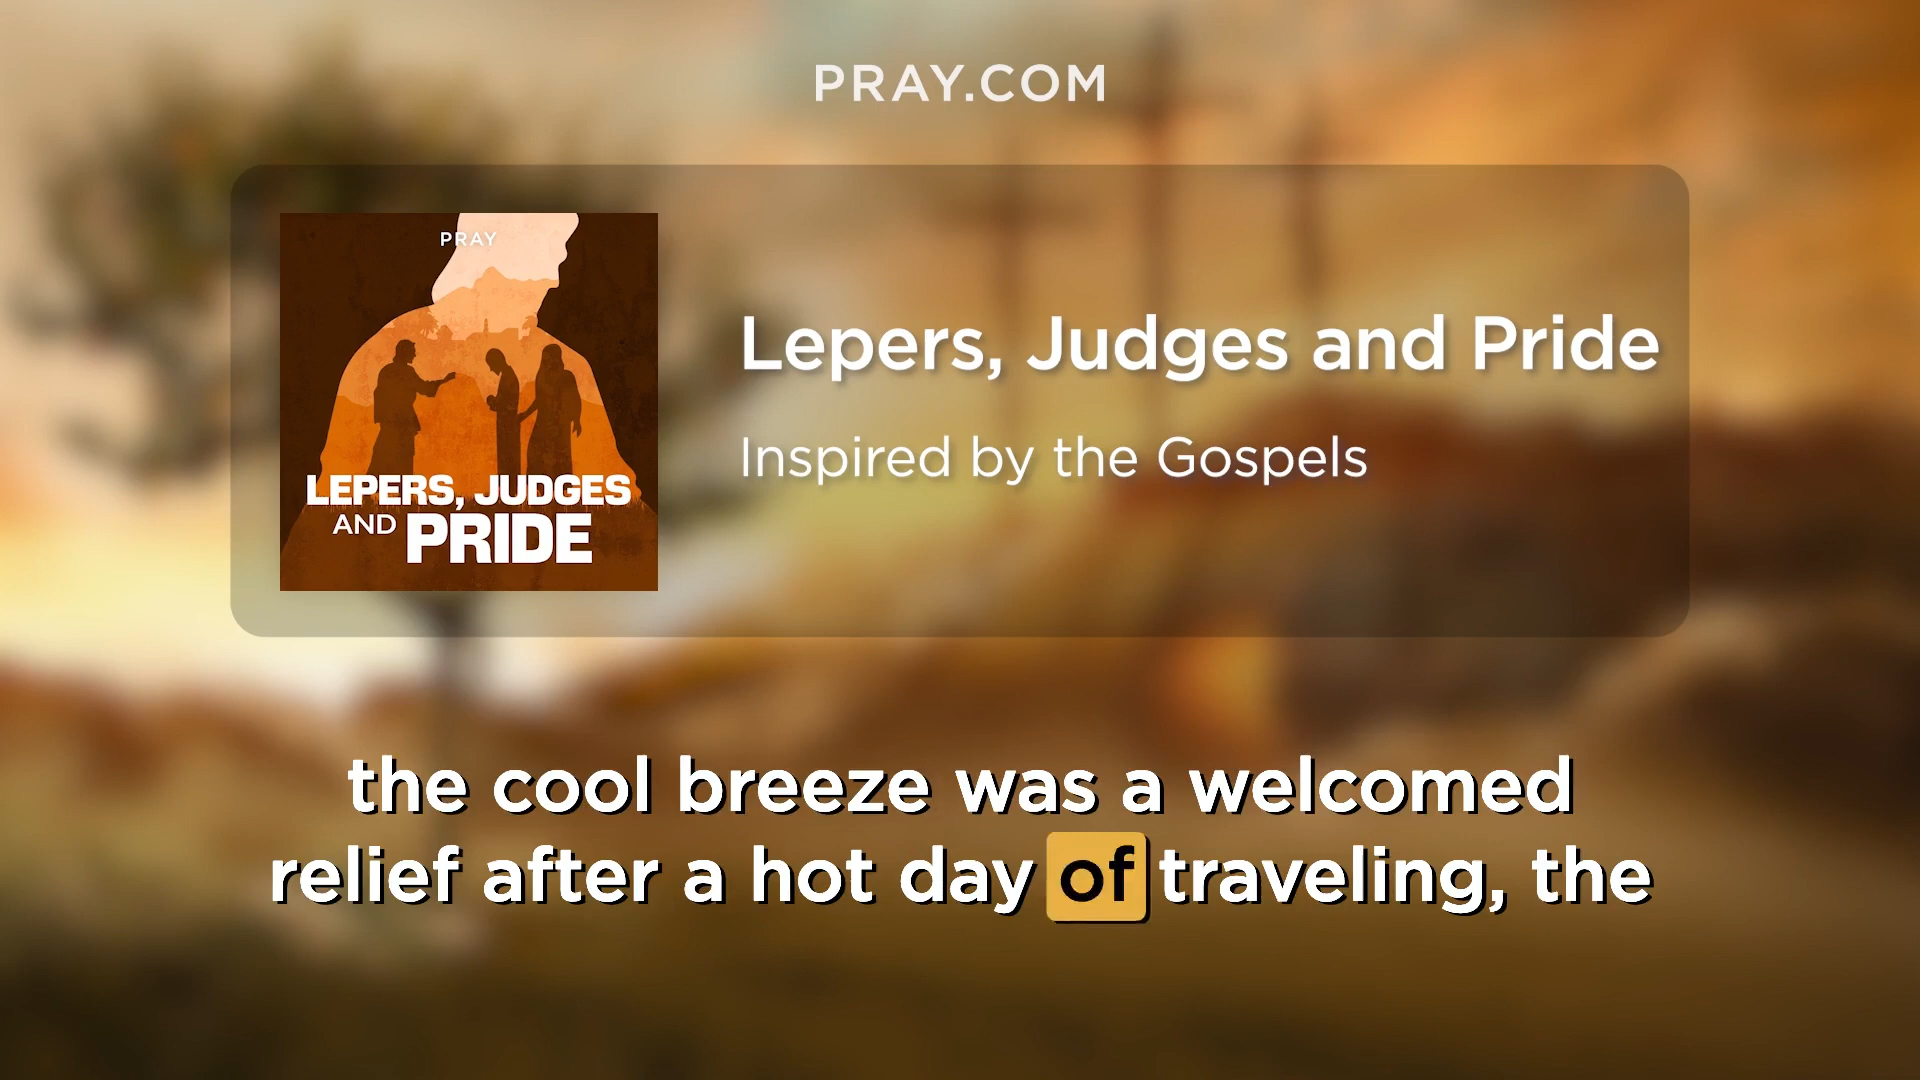 PRAY.COM
PRAY
LEPERS, JUDGES
AND PRIDE
Lepers, Judges and Pride
Inspired by the Gospels
the cool breeze was a welcomed
relief after a hot day of traveling, the